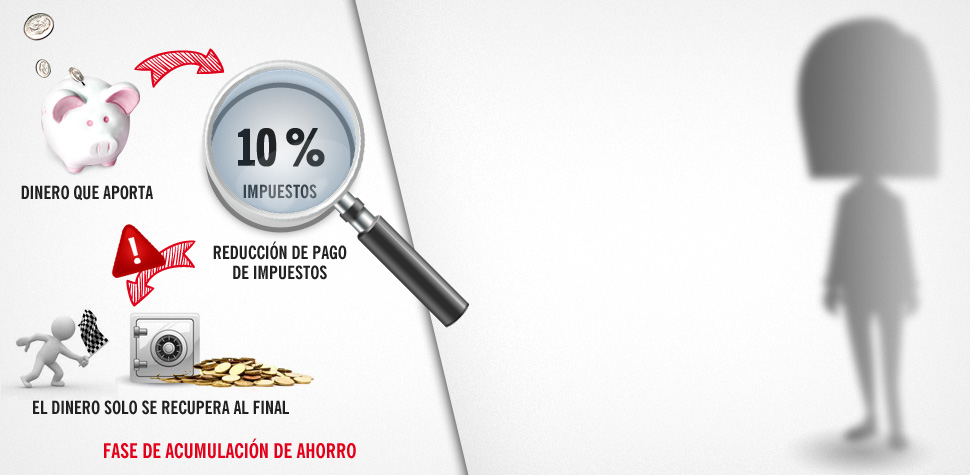 DINERO QUE APORTA
10 %
IMPUESTOS
REDUCCIÓN DE PAGO
DE IMPUESTOS
!
EL DINERO SOLO SE RECUPERA AL FINAL
FASE DE ACUMULACIÓN DE AHORRO